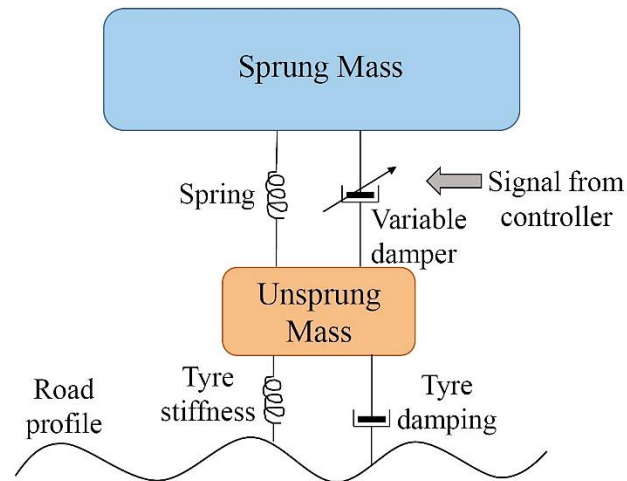 Sprung Mass
Spring
Variable
damper
Signal from
controller
Unsprung
Mass
Road
profile
Tyre
stiffness
Tyre
damping